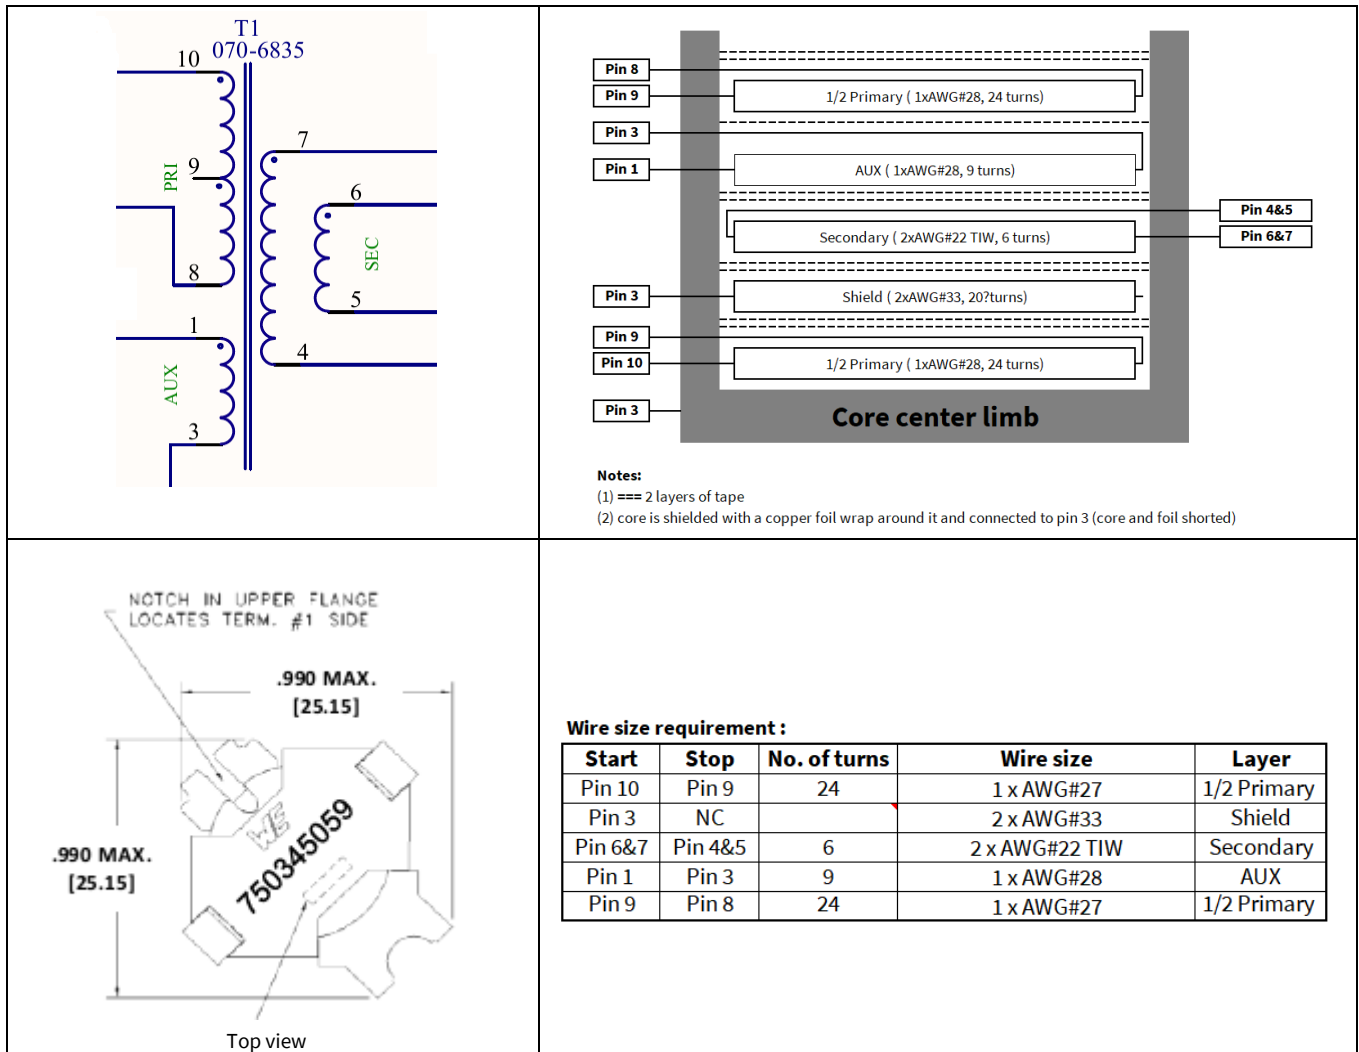 T1
070-6835
10
7
9
PRI
6
SEC
8
5
1
4
AUX
3
Pin 8
Pin 9
1/2 Primary ( 1xAWG#28, 24 turns)
Pin 3
Pin 1
AUX ( 1xAWG#28, 9 turns)
Pin 4&5
Secondary ( 2xAWG#22 TIW, 6 turns)
Pin 6&7
Pin 3
Shield ( 2xAWG#33, 20?turns)
Pin 9
Pin 10
1/2 Primary ( 1xAWG#28, 24 turns)
Pin 3
Core center limb
Notes:
(1) === 2 layers of tape
(2) core is shielded with a copper foil wrap around it and connected to pin 3 (core and foil shorted)
NOTCH IN UPPER FLANGE
LOCATES TERM. #1 SIDE
.990 MAX.
[25.15]
WE
750345059
.990 MAX.
[25.15]
Top view
Wire size requirement :
Start Stop No. of turns Wire size Layer
Pin 10 Pin 9 24 1 x AWG#27 1/2 Primary
Pin 3 NC 2 x AWG#33 Shield
Pin 6&7 Pin 4&5 6 2 x AWG#22 TIW Secondary
Pin 1 Pin 3 9 1 x AWG#28 AUX
Pin 9 Pin 8 24 1 x AWG#27 1/2 Primary